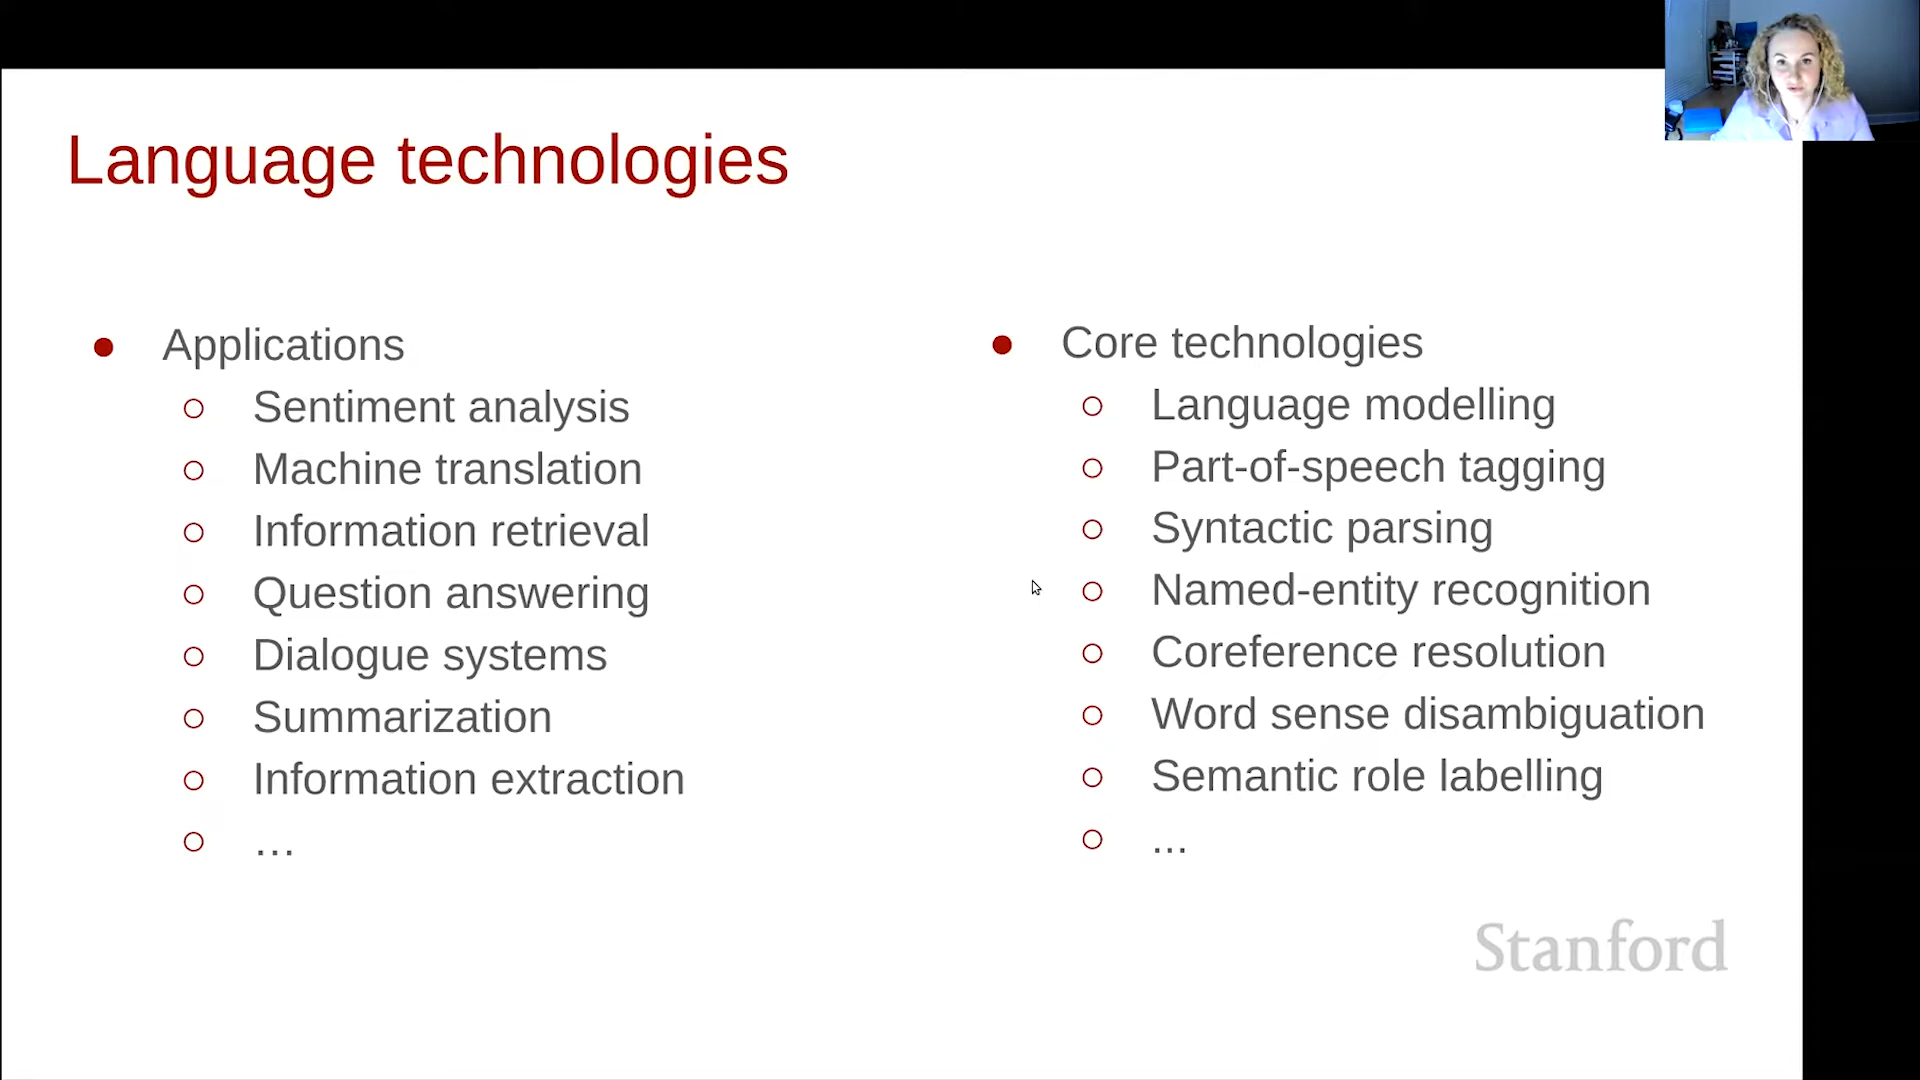 Language technologies
Applications
Sentiment analysis
Machine translation
Information retrieval
Question answering
Dialogue systems
Summarization
Information extraction
…
Core technologies
Language modelling
Part-of-speech tagging
Syntactic parsing
Named-entity recognition
Coreference resolution
Word sense disambiguation
Semantic role labelling
...
Stanford